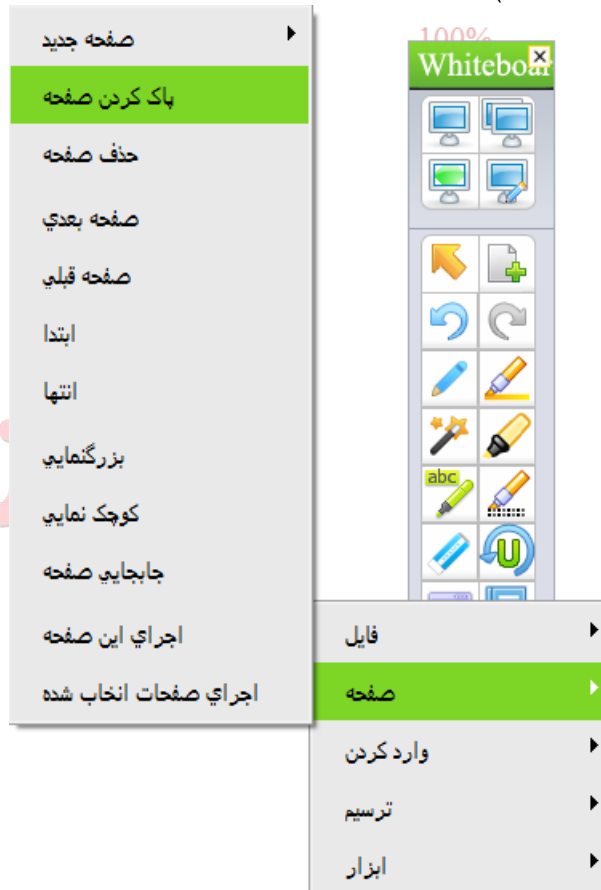 100%
Whiteboar
abc
U
صفحه جديد
پاک کردن صفحه
حذف صفحه
صفحه بعدي
صفحه قبلي
ابتدا
انتها
بزرگنمايي
کوچک نمايي
جابجايي صفحه
اجراي اين صفحه
اجراي صفحات انخاب شده
فايل
صفحه
وارد کردن
ترسيم
ابزار